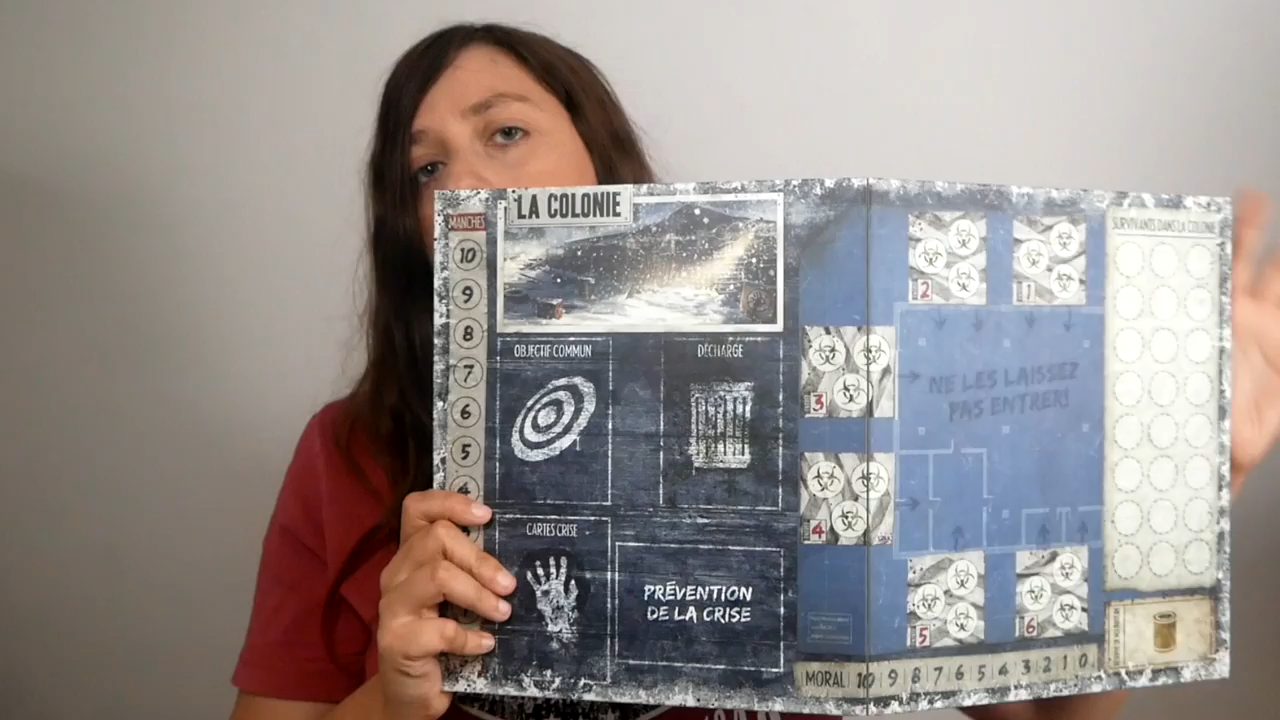 LA COLONIE
MANCHES
10
9
8
7
6
5
4
OBJECTIF COMMUN
DÉCHARGE
CARTES CRISE
PRÉVENTION
DE LA CRISE
2
1
3
4
5
6
NE LES LAISSEZ
PAS ENTRER!
SURVIVANTS DANS LA COLONIE
MORAL 10 9 8 7 6 5 4 3 2 1 0